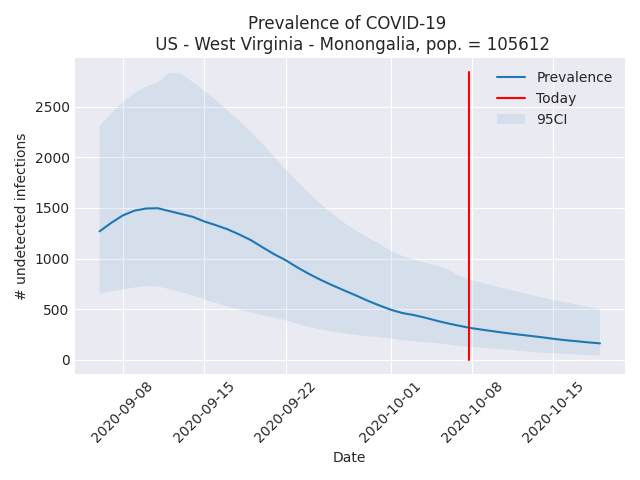 Prevalence of COVID-19
US - West Virginia - Monongalia, pop. = 105612
Prevalence
Today
95CI
# undetected infections
2500
2000
1500
1000
500
0
2020-09-08
2020-09-15
2020-09-22
2020-10-01
2020-10-08
2020-10-15
Date